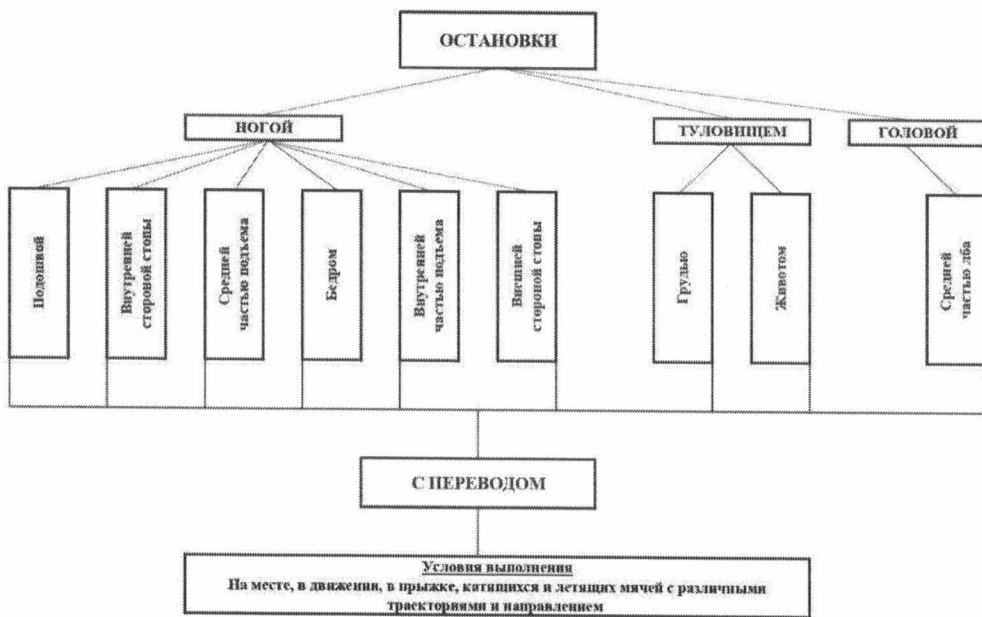 ОСТАНОВКИ
НОГОЙ
ТУЛОВИЩЕМ
ГОЛОВОЙ
Подошвой
Внутренней
стороной стопы
Средней
частью подъема
Бедром
Внутренней
частью подъема
Внешней
стороной стопы
Грудью
Животом
Средней
частью лба
С ПЕРЕВОДОМ
Условия выполнения
На месте, в движении, в прыжке, катящихся и летящих мячей с различными
траекториями и направлением